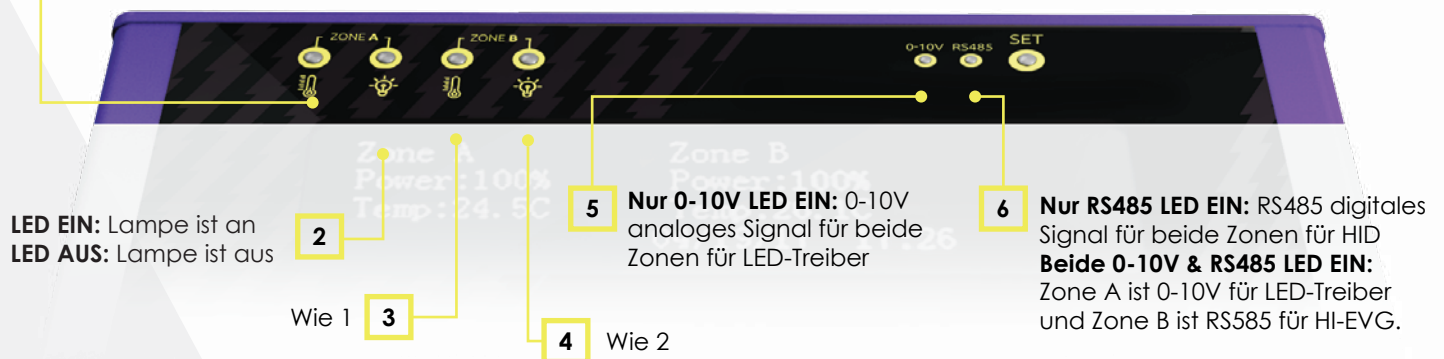 ZONE A
ZONE B
0-10V RS485 SET
Zone A
Power:100%
Temp:24.5C
Zone B
Power:100%
LED EIN: Lampe ist an
LED AUS: Lampe ist aus
2
Wie 1 3
4 Wie 2
5
Nur 0-10V LED EIN: 0-10V
analoges Signal für beide
Zonen für LED-Treiber
6
Nur RS485 LED EIN: RS485 digitales
Signal für beide Zonen für HID
Beide 0-10V & RS485 LED EIN:
Zone A ist 0-10V für LED-Treiber
und Zone B ist RS585 für HI-EVG.